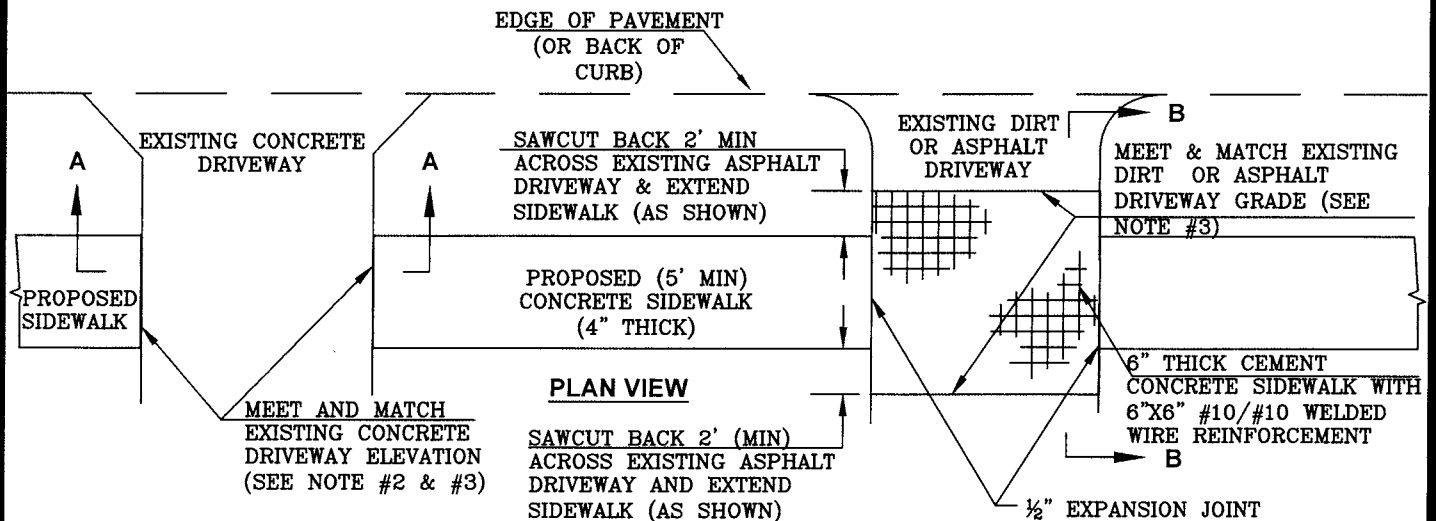 EDGE OF PAVEMENT
(OR BACK OF
CURB)
EXISTING CONCRETE
DRIVEWAY
A
A
SAWCUT BACK 2' MIN
ACROSS EXISTING ASPHALT
DRIVEWAY & EXTEND
SIDEWALK (AS SHOWN)
EXISTING DIRT
OR ASPHALT
DRIVEWAY
B
MEET & MATCH EXISTING
DIRT OR ASPHALT
DRIVEWAY GRADE (SEE
NOTE #3)
PROPOSED
SIDEWALK
PROPOSED (5' MIN)
CONCRETE SIDEWALK
(4" THICK)
PLAN VIEW
MEET AND MATCH
EXISTING CONCRETE
DRIVEWAY ELEVATION
(SEE NOTE #2 & #3)
SAWCUT BACK 2' (MIN)
ACROSS EXISTING ASPHALT
DRIVEWAY AND EXTEND
SIDEWALK (AS SHOWN)
6" THICK CEMENT
CONCRETE SIDEWALK WITH
6"X6" #10/#10 WELDED
WIRE REINFORCEMENT
B
½" EXPANSION JOINT